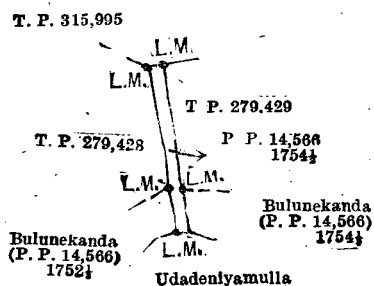 T. P. 315,995
L.M.
L.M.
T P. 279,429
T. P. 279,428
P P. 14,566
1754½
L.M.
L.M.
Bulunekanda
(P. P. 14,566)
1754½
Bulunekanda
(P. P. 14,566)
1752½
L.M.
Udadeniyamulla